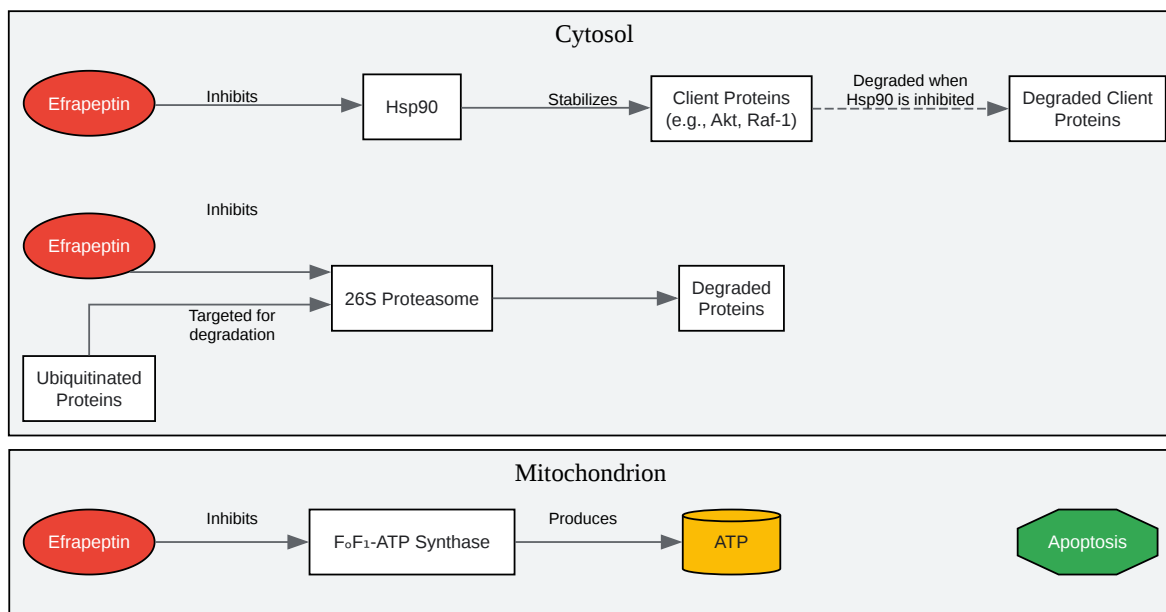 Cytosol
Efrapeptin
Inhibits
Hsp90
Stabilizes
Client Proteins
(e.g., Akt, Raf-1)
Degraded when
Hsp90 is inhibited
Degraded Client
Proteins
Inhibits
Efrapeptin
26S Proteasome
Degraded
Proteins
Targeted for
degradation
Ubiquitinated
Proteins
Mitochondrion
Efrapeptin
Inhibits
FₒF₁-ATP Synthase
Produces
ATP
Apoptosis